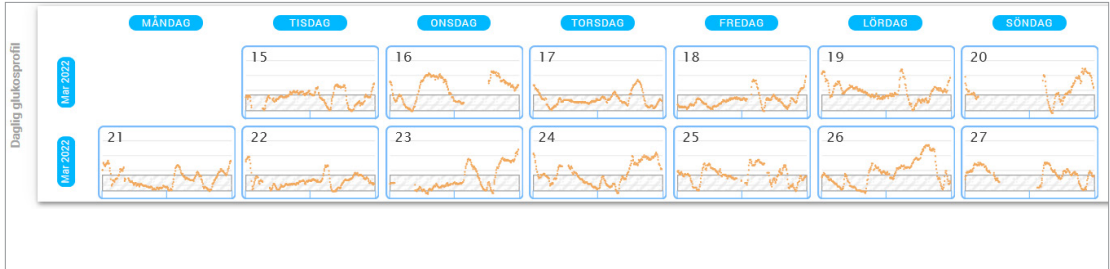 MÅNDAG TISDAG ONSDAG TORSDAG FREDAG LÖRDAG SÖNDAG
Daglig glukosprofil
Mar 2022
15 16 17 18 19 20
Mar 2022
21 22 23 24 25 26 27